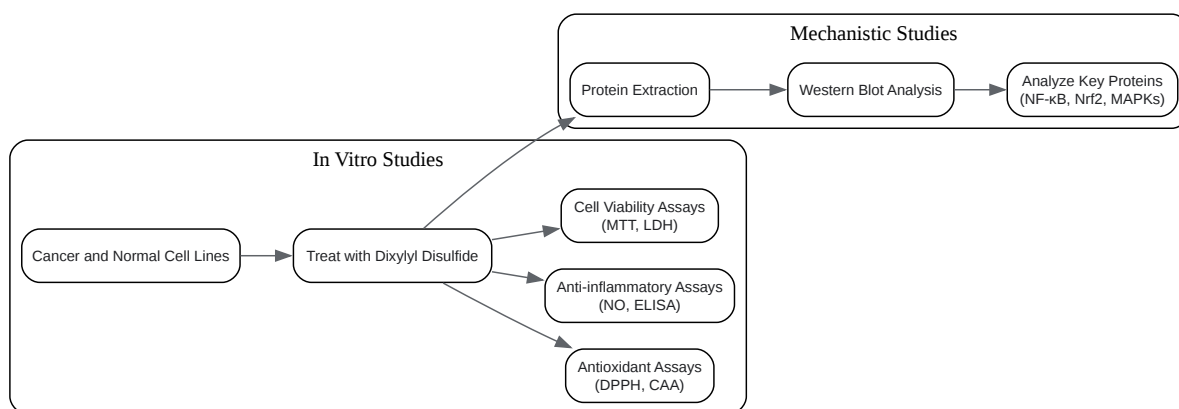 Mechanistic Studies
Protein Extraction
Western Blot Analysis
Analyze Key Proteins
(NF-κB, Nrf2, MAPKs)
In Vitro Studies
Cancer and Normal Cell Lines
Treat with Dixylyl Disulfide
Cell Viability Assays
(MTT, LDH)
Anti-inflammatory Assays
(NO, ELISA)
Antioxidant Assays
(DPPH, CAA)